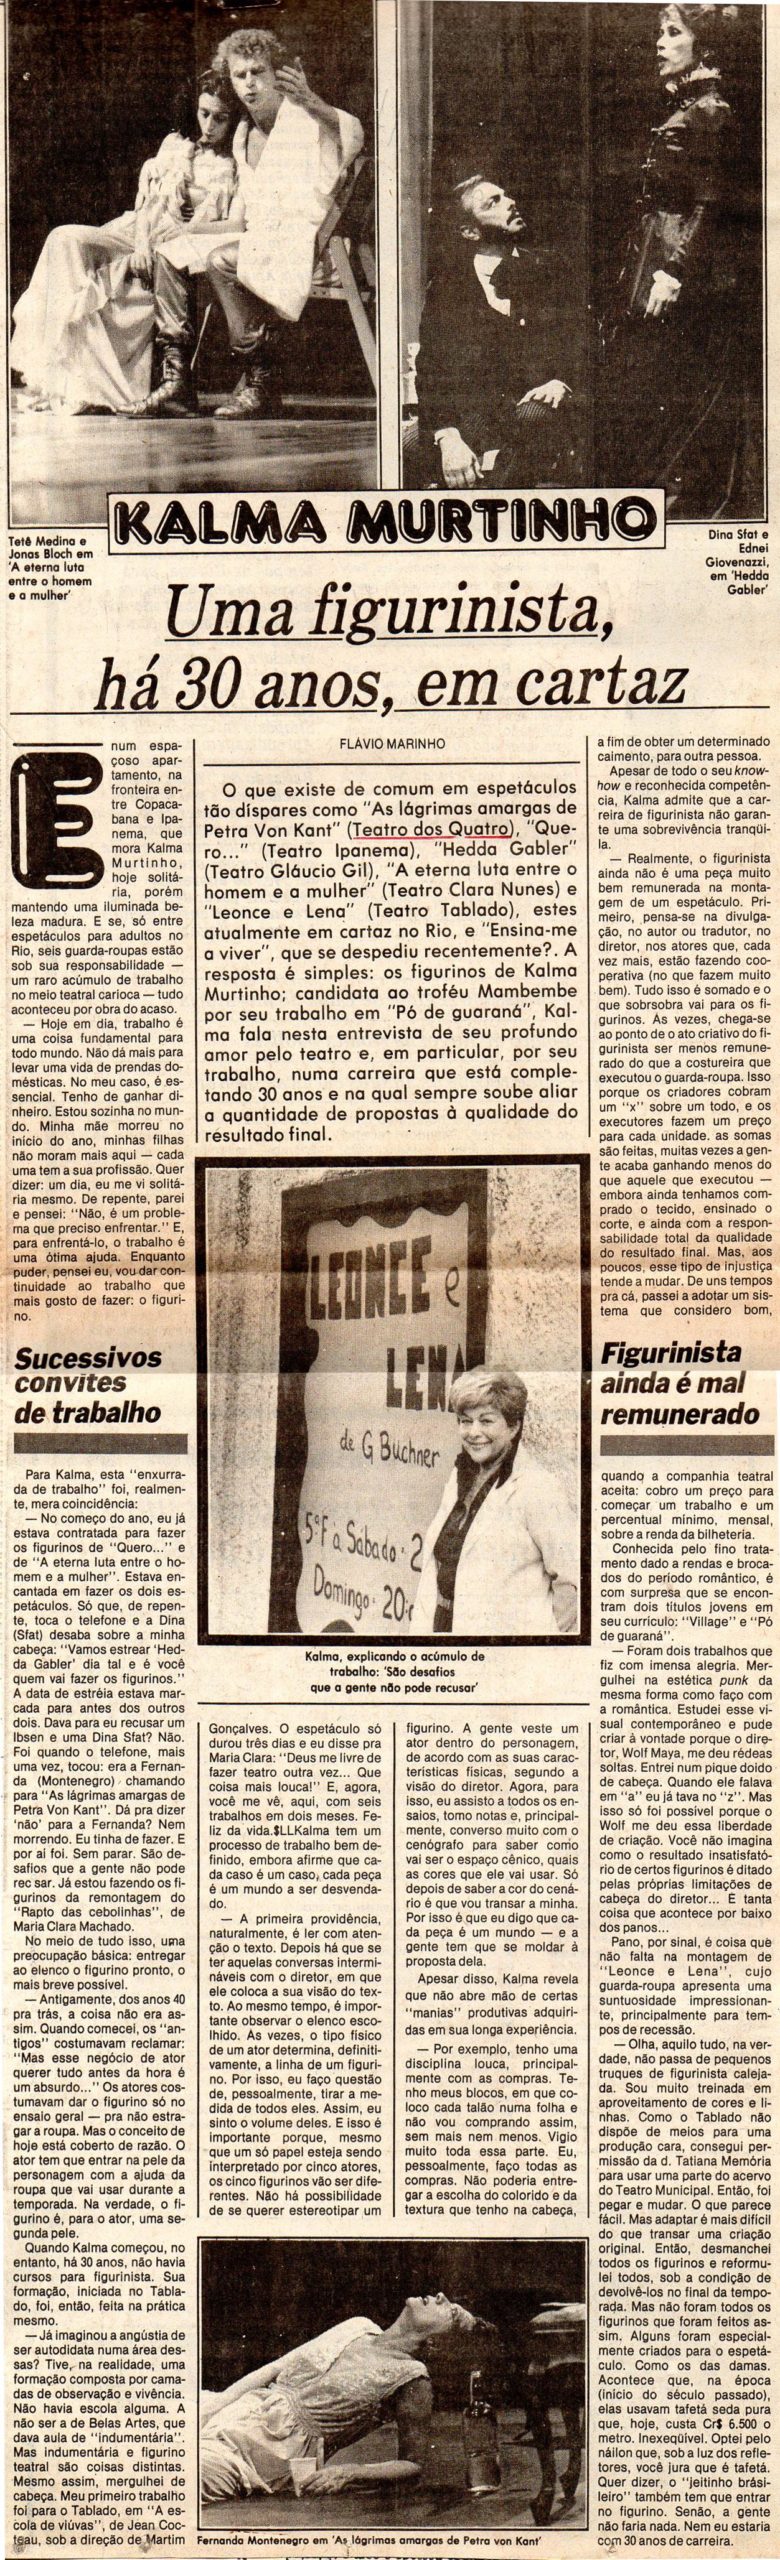 KALMA MURTINHO
Tetê Medina e
Jonas Bloch em
'A eterna luta
entre o homem
e a mulher'
Dina Sfat e
Ednei
Giovenazzi,
em 'Hedda
Gabler'
Uma figurinista,
há 30 anos, em cartaz
FLÁVIO MARINHO
O que existe de comum em espetáculos
tão díspares como "As lágrimas amargas de
Petra Von Kant" (Teatro dos Quatro), "Que-
ro..." (Teatro Ipanema), "Hedda Gabler"
(Teatro Gláucio Gil), "A eterna luta entre o
homem e a mulher" (Teatro Clara Nunes) e
"Leonce e Lena" (Teatro Tablado), estes
atualmente em cartaz no Rio, e "Ensina-me
a viver", que se despediu recentemente?. A
resposta é simples: os figurinos de Kalma
Murtinho; candidata ao troféu Mambembe
por seu trabalho em "Pó de guaraná", Kal-
ma fala nesta entrevista de seu profundo
amor pelo teatro e, em particular, por seu
trabalho, numa carreira que está comple-
tando 30 anos e na qual sempre soube aliar
a quantidade de propostas à qualidade do
resultado final.
E
num espa-
çoso apar-
tamento, na
fronteira en-
tre Copaca-
bana e Ipa-
nema, que
mora Kalma
Murtinho,
hoje solitá-
ria, porém
mantendo uma iluminada be-
leza madura. E se, só entre
espetáculos para adultos no
Rio, seis guarda-roupas estão
sob sua responsabilidade —
um raro acúmulo de trabalho
no meio teatral carioca — tudo
aconteceu por obra do acaso.
— Hoje em dia, trabalho é
uma coisa fundamental para
todo mundo. Não dá mais para
levar uma vida de prendas do-
mésticas. No meu caso, é es-
sencial. Tenho de ganhar di-
nheiro. Estou sozinha no mun-
do. Minha mãe morreu no
início do ano, minhas filhas
não moram mais aqui — cada
uma tem a sua profissão. Quer
dizer: um dia, eu me vi solitá-
ria mesmo. De repente, parei
e pensei: "Não, é um proble-
ma que preciso enfrentar." E,
para enfrentá-lo, o trabalho é
uma ótima ajuda. Enquanto
puder, pensei eu, vou dar con-
tinuidade ao trabalho que
mais gosto de fazer: o figuri-
no.
Sucessivos
convites
de trabalho
Para Kalma, esta "enxurra-
da de trabalho" foi, realmen-
te, mera coincidência:
— No começo do ano, eu já
estava contratada para fazer
os figurinos de "Quero..." e
de "A eterna luta entre o ho-
mem e a mulher". Estava en-
cantada em fazer os dois es-
petáculos. Só que, de repen-
te, toca o telefone e a Dina
(Sfat) desaba sobre a minha
cabeça: "Vamos estrear 'Hed-
da Gabler' dia tal e é você
quem vai fazer os figurinos."
A data de estréia estava mar-
cada para antes dos outros
dois. Dava para eu recusar um
Ibsen e uma Dina Sfat? Não.
Foi quando o telefone, mais
uma vez, tocou: era a Fernan-
da (Montenegro) chamando
para "As lágrimas amargas de
Petra Von Kant". Dá pra dizer
'não' para a Fernanda? Nem
morrendo. Eu tinha de fazer. E
por aí foi. Sem parar. São de-
safios que a gente não pode
rec sar. Já estou fazendo os fi-
gurinos da remontagem do
"Rapto das cebolinhas", de
Maria Clara Machado.
No meio de tudo isso, uma
preocupação básica: entregar
ao elenco o figurino pronto, o
mais breve possível.
— Antigamente, dos anos 40
pra trás, a coisa não era as-
sim. Quando comecei, os "an-
tigos" costumavam reclamar:
"Mas esse negócio de ator
querer tudo antes da hora é
um absurdo..." Os atores cos-
tumavam dar o figurino só no
ensaio geral — pra não estra-
gar a roupa. Mas o conceito de
hoje está coberto de razão. O
ator tem que entrar na pele da
personagem com a ajuda da
roupa que vai usar durante a
temporada. Na verdade, o fi-
gurino é, para o ator, uma se-
gunda pele.
Quando Kalma começou, no
entanto, há 30 anos, não havia
cursos para figurinista. Sua
formação, iniciada no Tabla-
do, foi, então, feita na prática
mesmo.
— Já imaginou a angústia de
ser autodidata numa área des-
sas? Tive, na realidade, uma
formação composta por cama-
das de observação e vivência.
Não havia escola alguma. A
não ser a de Belas Artes, que
dava aula de "indumentária".
Mas indumentária e figurino
teatral são coisas distintas.
Mesmo assim, mergulhei de
cabeça. Meu primeiro trabalho
foi para o Tablado, em "A es-
cola de viúvas", de Jean Coc-
teau, sob a direção de Martim
LEONCE e
LENA
de G Buchner
5ªF a Sabado · 2
Domingo · 20:
Kalma, explicando o acúmulo de
trabalho: 'São desafios
que a gente não pode recusar'
Gonçalves. O espetáculo só
durou três dias e eu disse pra
Maria Clara: "Deus me livre de
fazer teatro outra vez... Que
coisa mais louca!" E, agora,
você me vê, aqui, com seis
trabalhos em dois meses. Fe-
liz da vida.$LLKalma tem um
processo de trabalho bem de-
finido, embora afirme que ca-
da caso é um caso, cada peça
é um mundo a ser desvenda-
do.
— A primeira providência,
naturalmente, é ler com aten-
ção o texto. Depois há que se
ter aquelas conversas intermi-
náveis com o diretor, em que
ele coloca a sua visão do tex-
to. Ao mesmo tempo, é impor-
tante observar o elenco esco-
lhido. Às vezes, o tipo físico
de um ator determina, defini-
tivamente, a linha de um figu-
rino. Por isso, eu faço questão
de, pessoalmente, tirar a me-
dida de todos eles. Assim, eu
sinto o volume deles. E isso é
importante porque, mesmo
que um só papel esteja sendo
interpretado por cinco atores,
os cinco figurinos vão ser dife-
rentes. Não há possibilidade
de se querer estereotipar um
figurino. A gente veste um
ator dentro do personagem,
de acordo com as suas carac-
terísticas físicas, segundo a
visão do diretor. Agora, para
isso, eu assisto a todos os en-
saios, tomo notas e, principal-
mente, converso muito com o
cenógrafo para saber como
vai ser o espaço cênico, quais
as cores que ele vai usar. Só
depois de saber a cor do cená-
rio é que vou transar a minha.
Por isso é que eu digo que ca-
da peça é um mundo — e a
gente tem que se moldar à
proposta dela.
Apesar disso, Kalma revela
que não abre mão de certas
"manias" produtivas adquiri-
das em sua longa experiência.
— Por exemplo, tenho uma
disciplina louca, principal-
mente com as compras. Te-
nho meus blocos, em que co-
loco cada talão numa folha e
não vou comprando assim,
sem mais nem menos. Vigio
muito toda essa parte. Eu,
pessoalmente, faço todas as
compras. Não poderia entre-
gar a escolha do colorido e da
textura que tenho na cabeça,
Fernanda Montenegro em 'As lágrimas amargas de Petra von Kant'
a fim de obter um determinado
caimento, para outra pessoa.
Apesar de todo o seu know-
how e reconhecida competên-
cia, Kalma admite que a car-
reira de figurinista não garan-
te uma sobrevivência tranqüi-
la.
— Realmente, o figurinista
ainda não é uma peça muito
bem remunerada na monta-
gem de um espetáculo. Pri-
meiro, pensa-se na divulga-
ção, no autor ou tradutor, no
diretor, nos atores que, cada
vez mais, estão fazendo coo-
perativa (no que fazem muito
bem). Tudo isso é somado e o
que sobrsobra vai para os fi-
gurinos. Às vezes, chega-se
ao ponto de o ato criativo do fi-
gurinista ser menos remune-
rado do que a costureira que
executou o guarda-roupa. Isso
porque os criadores cobram
um "x" sobre um todo, e os
executores fazem um preço
para cada unidade. as somas
são feitas, muitas vezes a gen-
te acaba ganhando menos do
que aquele que executou —
embora ainda tenhamos com-
prado o tecido, ensinado o
corte, e ainda com a respon-
sabilidade total da qualidade
do resultado final. Mas, aos
poucos, esse tipo de injustiça
tende a mudar. De uns tempos
pra cá, passei a adotar um sis-
tema que considero bom,
Figurinista
ainda é mal
remunerado
quando a companhia teatral
aceita: cobro um preço para
começar um trabalho e um
percentual mínimo, mensal,
sobre a renda da bilheteria.
Conhecida pelo fino trata-
mento dado a rendas e broca-
dos do período romântico, é
com surpresa que se encon-
tram dois títulos jovens em
seu currículo: "Village" e "Pó
de guaraná".
— Foram dois trabalhos que
fiz com imensa alegria. Mer-
gulhei na estética punk da
mesma forma como faço com
a romântica. Estudei esse vi-
sual contemporâneo e pude
criar à vontade porque o dire-
tor, Wolf Maya, me deu rédeas
soltas. Entrei num pique doido
de cabeça. Quando ele falava
em "a" eu já tava no "z". Mas
isso só foi possível porque o
Wolf me deu essa liberdade
de criação. Você não imagina
como o resultado insatisfató-
rio de certos figurinos é ditado
pelas próprias limitações de
cabeça do diretor... É tanta
coisa que acontece por baixo
dos panos...
Pano, por sinal, é coisa que
não falta na montagem de
"Leonce e Lena", cujo
guarda-roupa apresenta uma
suntuosidade impressionan-
te, principalmente para tem-
pos de recessão.
— Olha, aquilo tudo, na ver-
dade, não passa de pequenos
truques de figurinista caleja-
da. Sou muito treinada em
aproveitamento de cores e li-
nhas. Como o Tablado não
dispõe de meios para uma
produção cara, consegui per-
missão da d. Tatiana Memória
para usar uma parte do acervo
do Teatro Municipal. Então, foi
pegar e mudar. O que parece
fácil. Mas adaptar é mais difícil
do que transar uma criação
original. Então, desmanchei
todos os figurinos e reformu-
lei todos, sob a condição de
devolvê-los no final da tempo-
rada. Mas não foram todos os
figurinos que foram feitos as-
sim. Alguns foram especial-
mente criados para o espetá-
culo. Como os das damas.
Acontece que, na época
(início do século passado),
elas usavam tafetá seda pura
que, hoje, custa Cr$ 6.500 o
metro. Inexeqüível. Optei pelo
náilon que, sob a luz dos refle-
tores, você jura que é tafetá.
Quer dizer, o "jeitinho brasi-
leiro" também tem que entrar
no figurino. Senão, a gente
não faria nada. Nem eu estaria
com 30 anos de carreira.